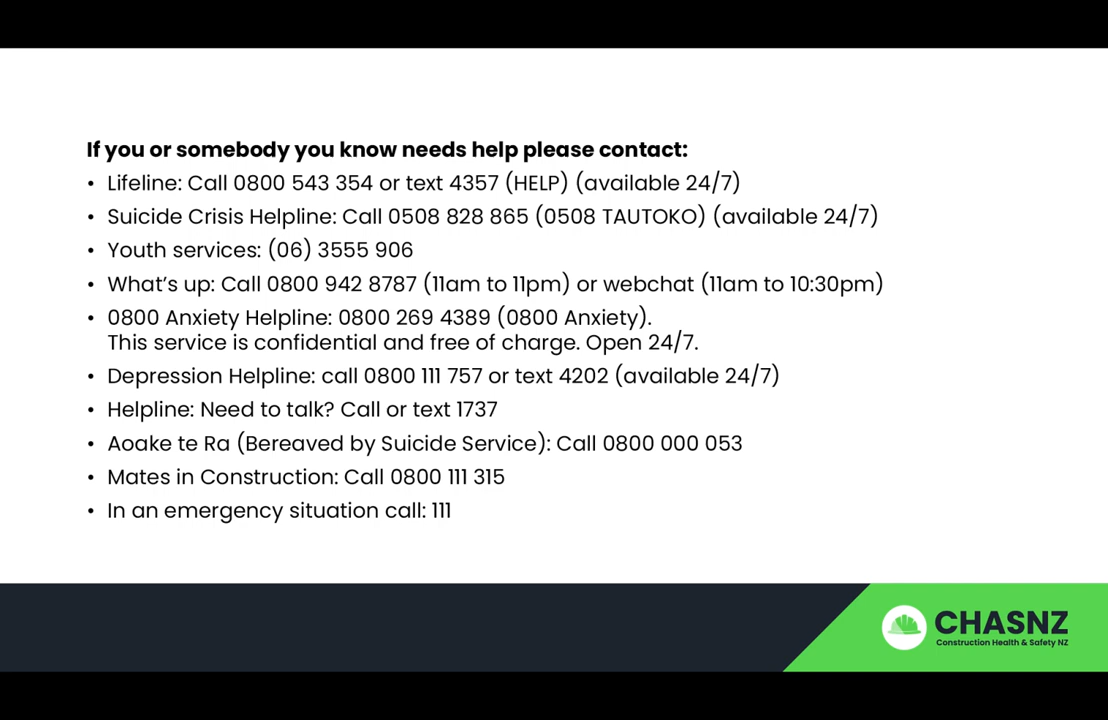 If you or somebody you know needs help please contact:
• Lifeline: Call 0800 543 354 or text 4357 (HELP) (available 24/7)
• Suicide Crisis Helpline: Call 0508 828 865 (0508 TAUTOKO) (available 24/7)
• Youth services: (06) 3555 906
• What's up: Call 0800 942 8787 (11am to 11pm) or webchat (11am to 10:30pm)
• 0800 Anxiety Helpline: 0800 269 4389 (0800 Anxiety).
This service is confidential and free of charge. Open 24/7.
• Depression Helpline: call 0800 111 757 or text 4202 (available 24/7)
• Helpline: Need to talk? Call or text 1737
• Aoake te Ra (Bereaved by Suicide Service): Call 0800 000 053
• Mates in Construction: Call 0800 111 315
• In an emergency situation call: 111
CHASNZ
Construction Health & Safety NZ